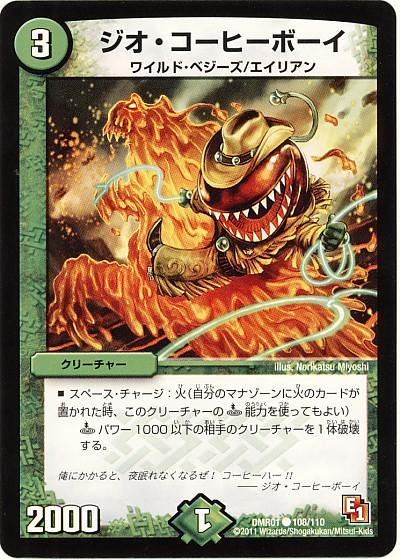 3
ジオ・コーヒーボーイ
ワイルド・ベジーズ/エイリアン
illus. Norikatsu Miyoshi
クリーチャー
■ スペース・チャージ：火(自分のマナゾーンに火のカードが
置かれた時、このクリーチャーの 能力を使ってもよい)
パワー 1000 以下の相手のクリーチャーを1体破壊
する。
俺にかかると、夜眠れなくなるぜ！ コーヒーハー!!
—— ジオ・コーヒーボーイ
2000
1
DMR01 ● 108/110
©2011 Wizards/Shogakukan/Mitsui-Kids
E1